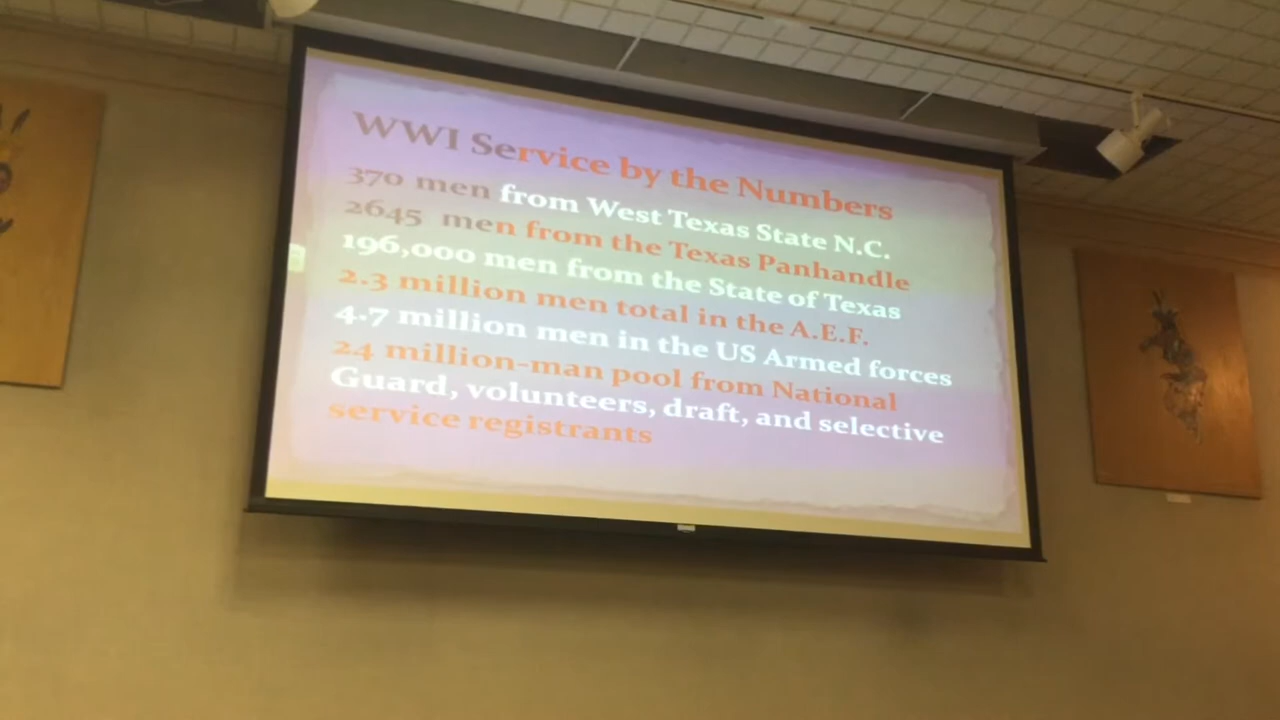 WWI Service by the Numbers
370 men from West Texas State N.C.
2645 men from the Texas Panhandle
196,000 men from the State of Texas
2.3 million men total in the A.E.F.
4.7 million men in the US Armed forces
24 million-man pool from National
Guard, volunteers, draft, and selective
service registrants